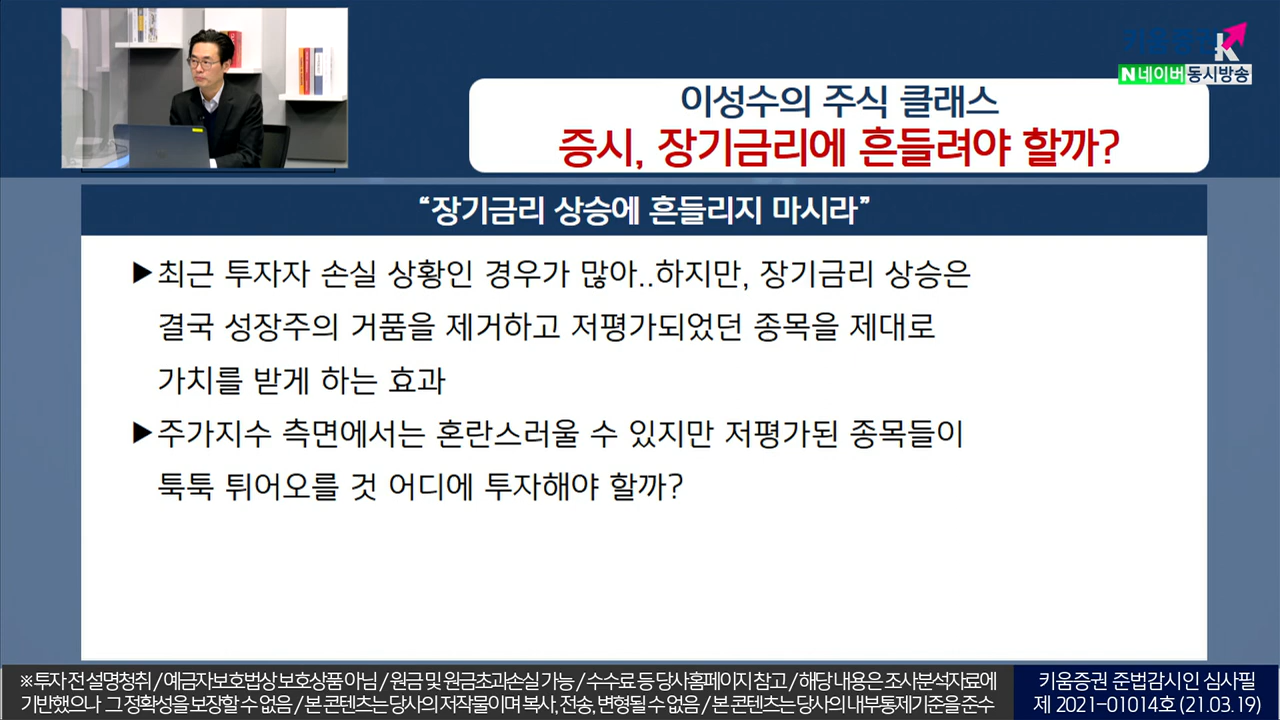 키움증권
N 네이버 동시방송
이성수의 주식 클래스
증시, 장기금리에 흔들려야 할까?
“장기금리 상승에 흔들리지 마시라”
▶최근 투자자 손실 상황인 경우가 많아..하지만, 장기금리 상승은
결국 성장주의 거품을 제거하고 저평가되었던 종목을 제대로
가치를 받게 하는 효과
▶주가지수 측면에서는 혼란스러울 수 있지만 저평가된 종목들이
툭툭 튀어오를 것 어디에 투자해야 할까?
※투자 전 설명청취 / 예금자보호법상 보호상품 아님 / 원금 및 원금초과손실 가능 / 수수료 등 당사홈페이지 참고 / 해당 내용은 조사분석자료에
기반했으나 그 정확성을 보장할 수 없음 / 본 콘텐츠는 당사의 저작물이며 복사, 전송, 변형될 수 없음 / 본 콘텐츠는 당사의 내부통제기준을 준수
키움증권 준법감시인 심사필
제 2021-01014호 (21.03.19)